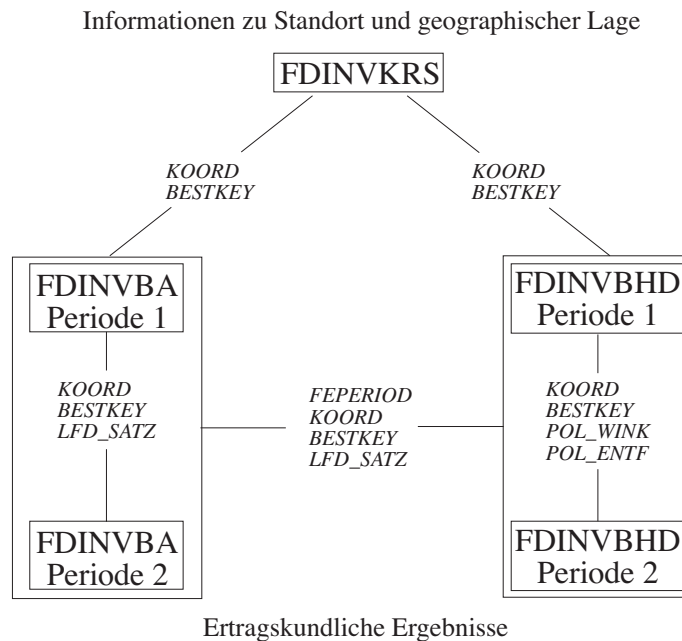 Informationen zu Standort und geographischer Lage
FDINVKRS
KOORD
BESTKEY
KOORD
BESTKEY
FDINVBA
Periode 1
FDINVBHD
Periode 1
KOORD
BESTKEY
LFD_SATZ
FEPERIOD
KOORD
BESTKEY
LFD_SATZ
KOORD
BESTKEY
POL_WINK
POL_ENTF
FDINVBA
Periode 2
FDINVBHD
Periode 2
Ertragskundliche Ergebnisse